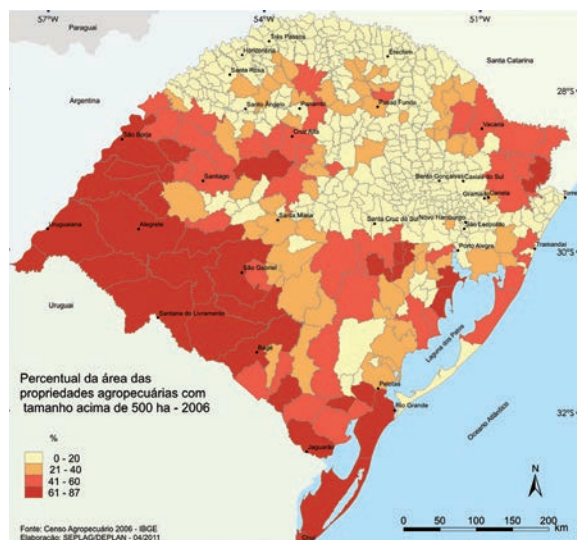 Paraguai
57°W
54°W
51°W
Três Passos
Horizontina
Erechim
Santa Catarina
Santa Rosa
28°S
Argentina
Santo Ângelo
Panambi
Passo Fundo
Vacaria
São Borja
Cruz Alta
Santiago
Bento Gonçalves
Caxias do Sul
Gramado
Canela
Torres
Uruguaiana
Alegrete
Santa Maria
Santa Cruz do Sul
Novo Hamburgo
São Leopoldo
Porto Alegre
Tramandaí
30°S
São Gabriel
Uruguai
Santana do Livramento
Bagé
Laguna dos Patos
Percentual da área das
propriedades agropecuárias com
tamanho acima de 500 ha - 2006
Pelotas
Rio Grande
Oceano Atlântico
32°S
%
0 - 20
21 - 40
41 - 60
61 - 87
Jaguarão
N
Fonte: Censo Agropecuário 2006 - IBGE
Elaboração: SEPLAG/DEPLAN - 04/2011
Chuí
0 50 100 150 200
km